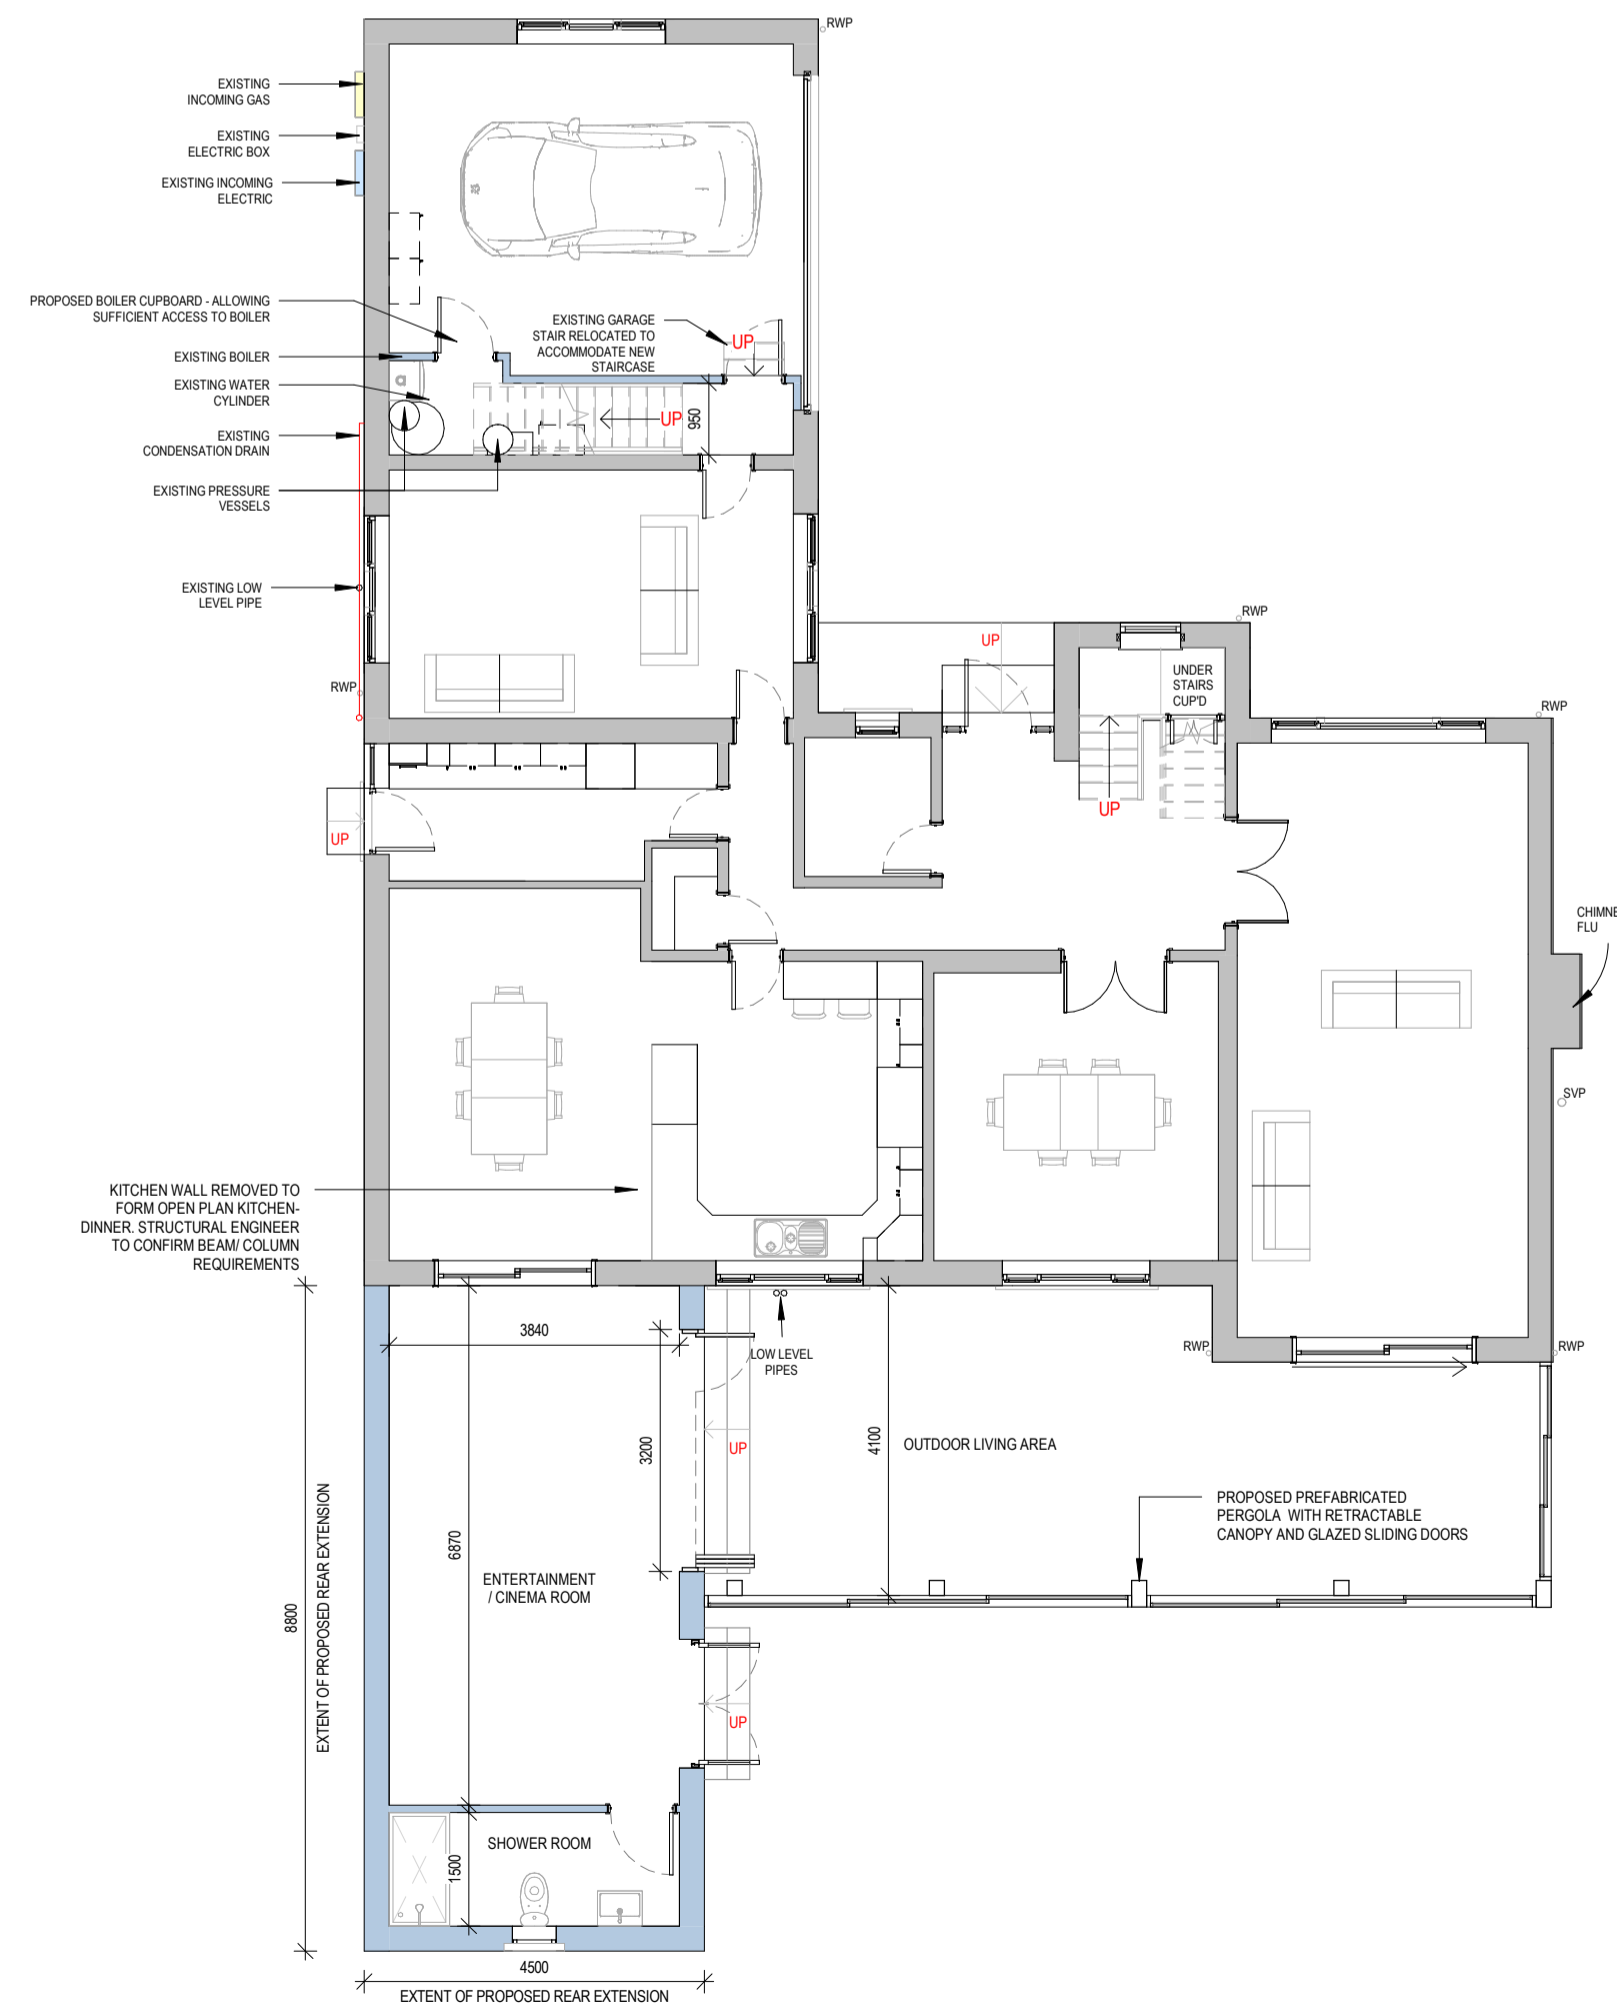 RWP
EXISTING
INCOMING GAS
EXISTING
ELECTRIC BOX
EXISTING INCOMING
ELECTRIC
PROPOSED BOILER CUPBOARD - ALLOWING
SUFFICIENT ACCESS TO BOILER
EXISTING BOILER
EXISTING WATER
CYLINDER
EXISTING
CONDENSATION DRAIN
EXISTING PRESSURE
VESSELS
EXISTING GARAGE
STAIR RELOCATED TO
ACCOMMODATE NEW
STAIRCASE
UP
UP
950
EXISTING LOW
LEVEL PIPE
RWP
RWP
UP
UNDER
STAIRS
CUP'D
RWP
UP
UP
CHIMNE
FLU
SVP
KITCHEN WALL REMOVED TO
FORM OPEN PLAN KITCHEN-
DINNER. STRUCTURAL ENGINEER
TO CONFIRM BEAM/ COLUMN
REQUIREMENTS
3840
LOW LEVEL
PIPES
RWP
RWP
3200
UP
4100
OUTDOOR LIVING AREA
PROPOSED PREFABRICATED
PERGOLA WITH RETRACTABLE
CANOPY AND GLAZED SLIDING DOORS
6870
ENTERTAINMENT
/ CINEMA ROOM
8800
EXTENT OF PROPOSED REAR EXTENSION
UP
SHOWER ROOM
1500
4500
EXTENT OF PROPOSED REAR EXTENSION